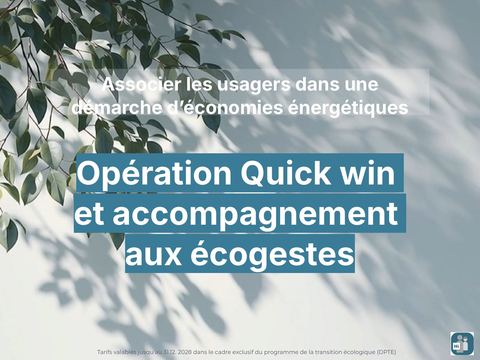 Associer les usagers dans une
démarche d'économies énergétiques
Opération Quick win
et accompagnement
aux écogestes
Tarifs valables jusqu'au 31.12. 2028 dans le cadre exclusif du programme de la transition écologique (DPTE)